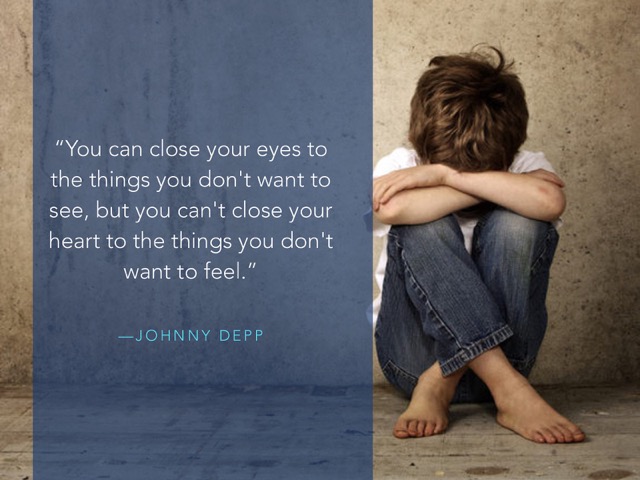 “You can close your eyes to
the things you don't want to
see, but you can't close your
heart to the things you don't
want to feel.”
—JOHNNY DEPP